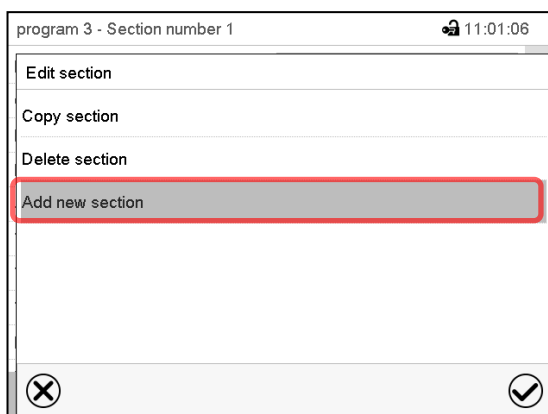 program 3 - Section number 1 11:01:06
Edit section
Copy section
Delete section
Add new section